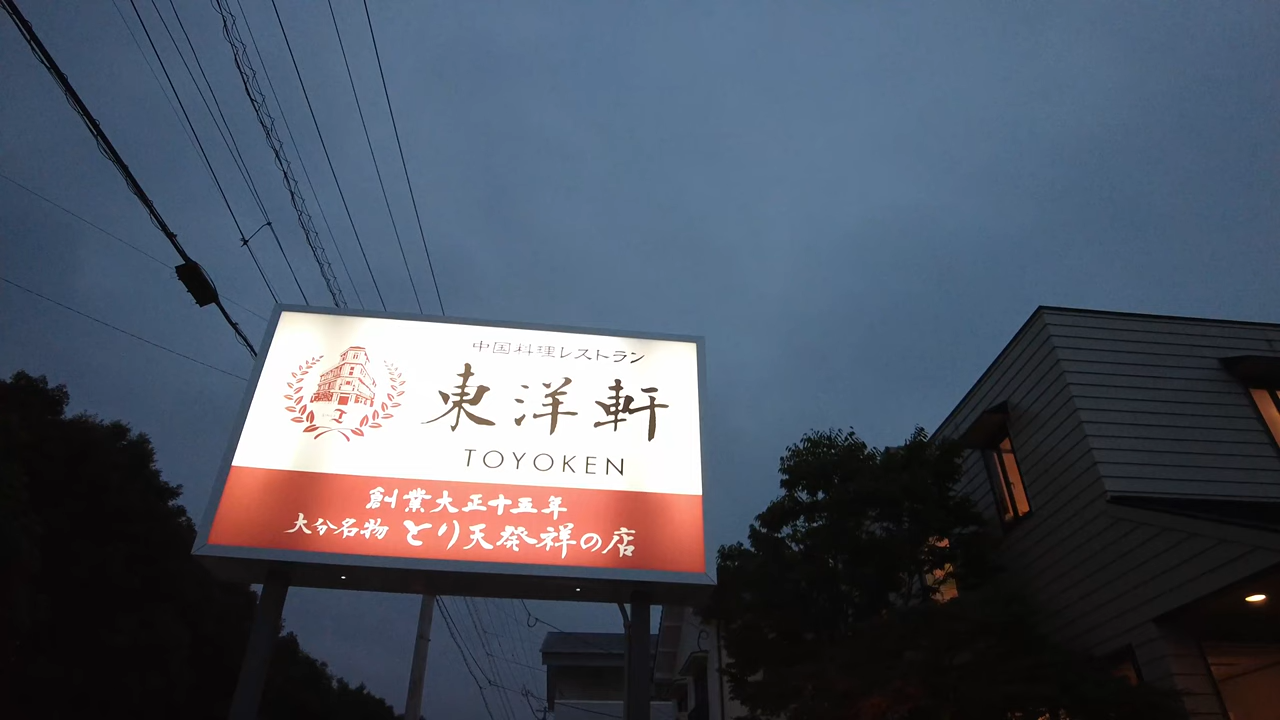 中国料理レストラン
東洋軒
TOYOKEN
創業大正十五年
大分名物 とり天発祥の店